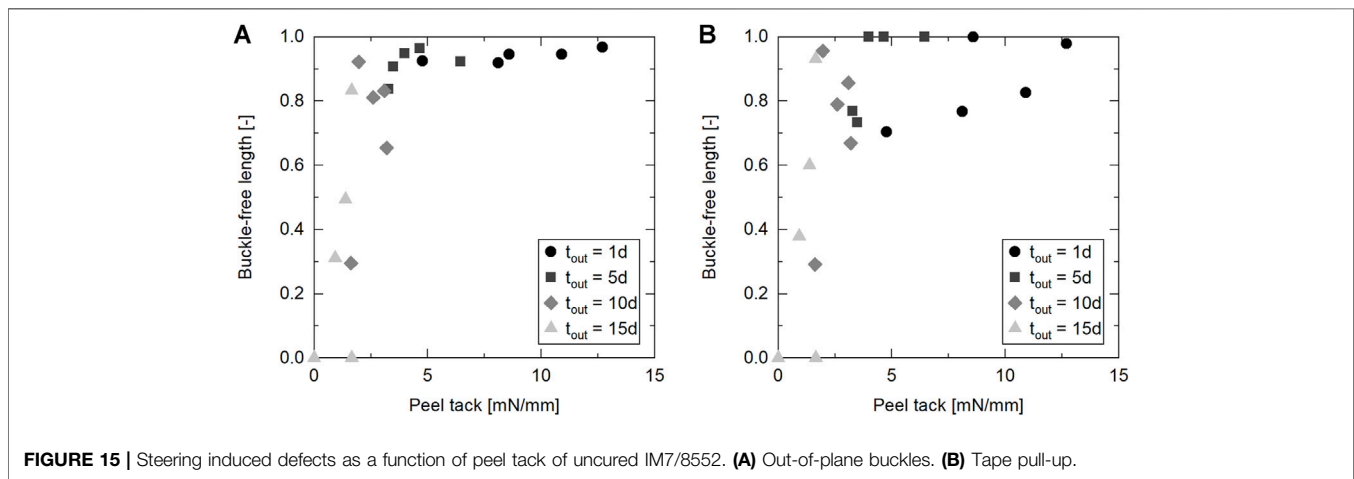 A
1.0
0.8
0.6
0.4
0.2
0.0
Buckle-free length [-]
0
5
10
15
Peel tack [mN/mm]
t_out = 1d
t_out = 5d
t_out = 10d
t_out = 15d
B
1.0
0.8
0.6
0.4
0.2
0.0
Buckle-free length [-]
0
5
10
15
Peel tack [mN/mm]
t_out = 1d
t_out = 5d
t_out = 10d
t_out = 15d
FIGURE 15 | Steering induced defects as a function of peel tack of uncured IM7/8552. (A) Out-of-plane buckles. (B) Tape pull-up.